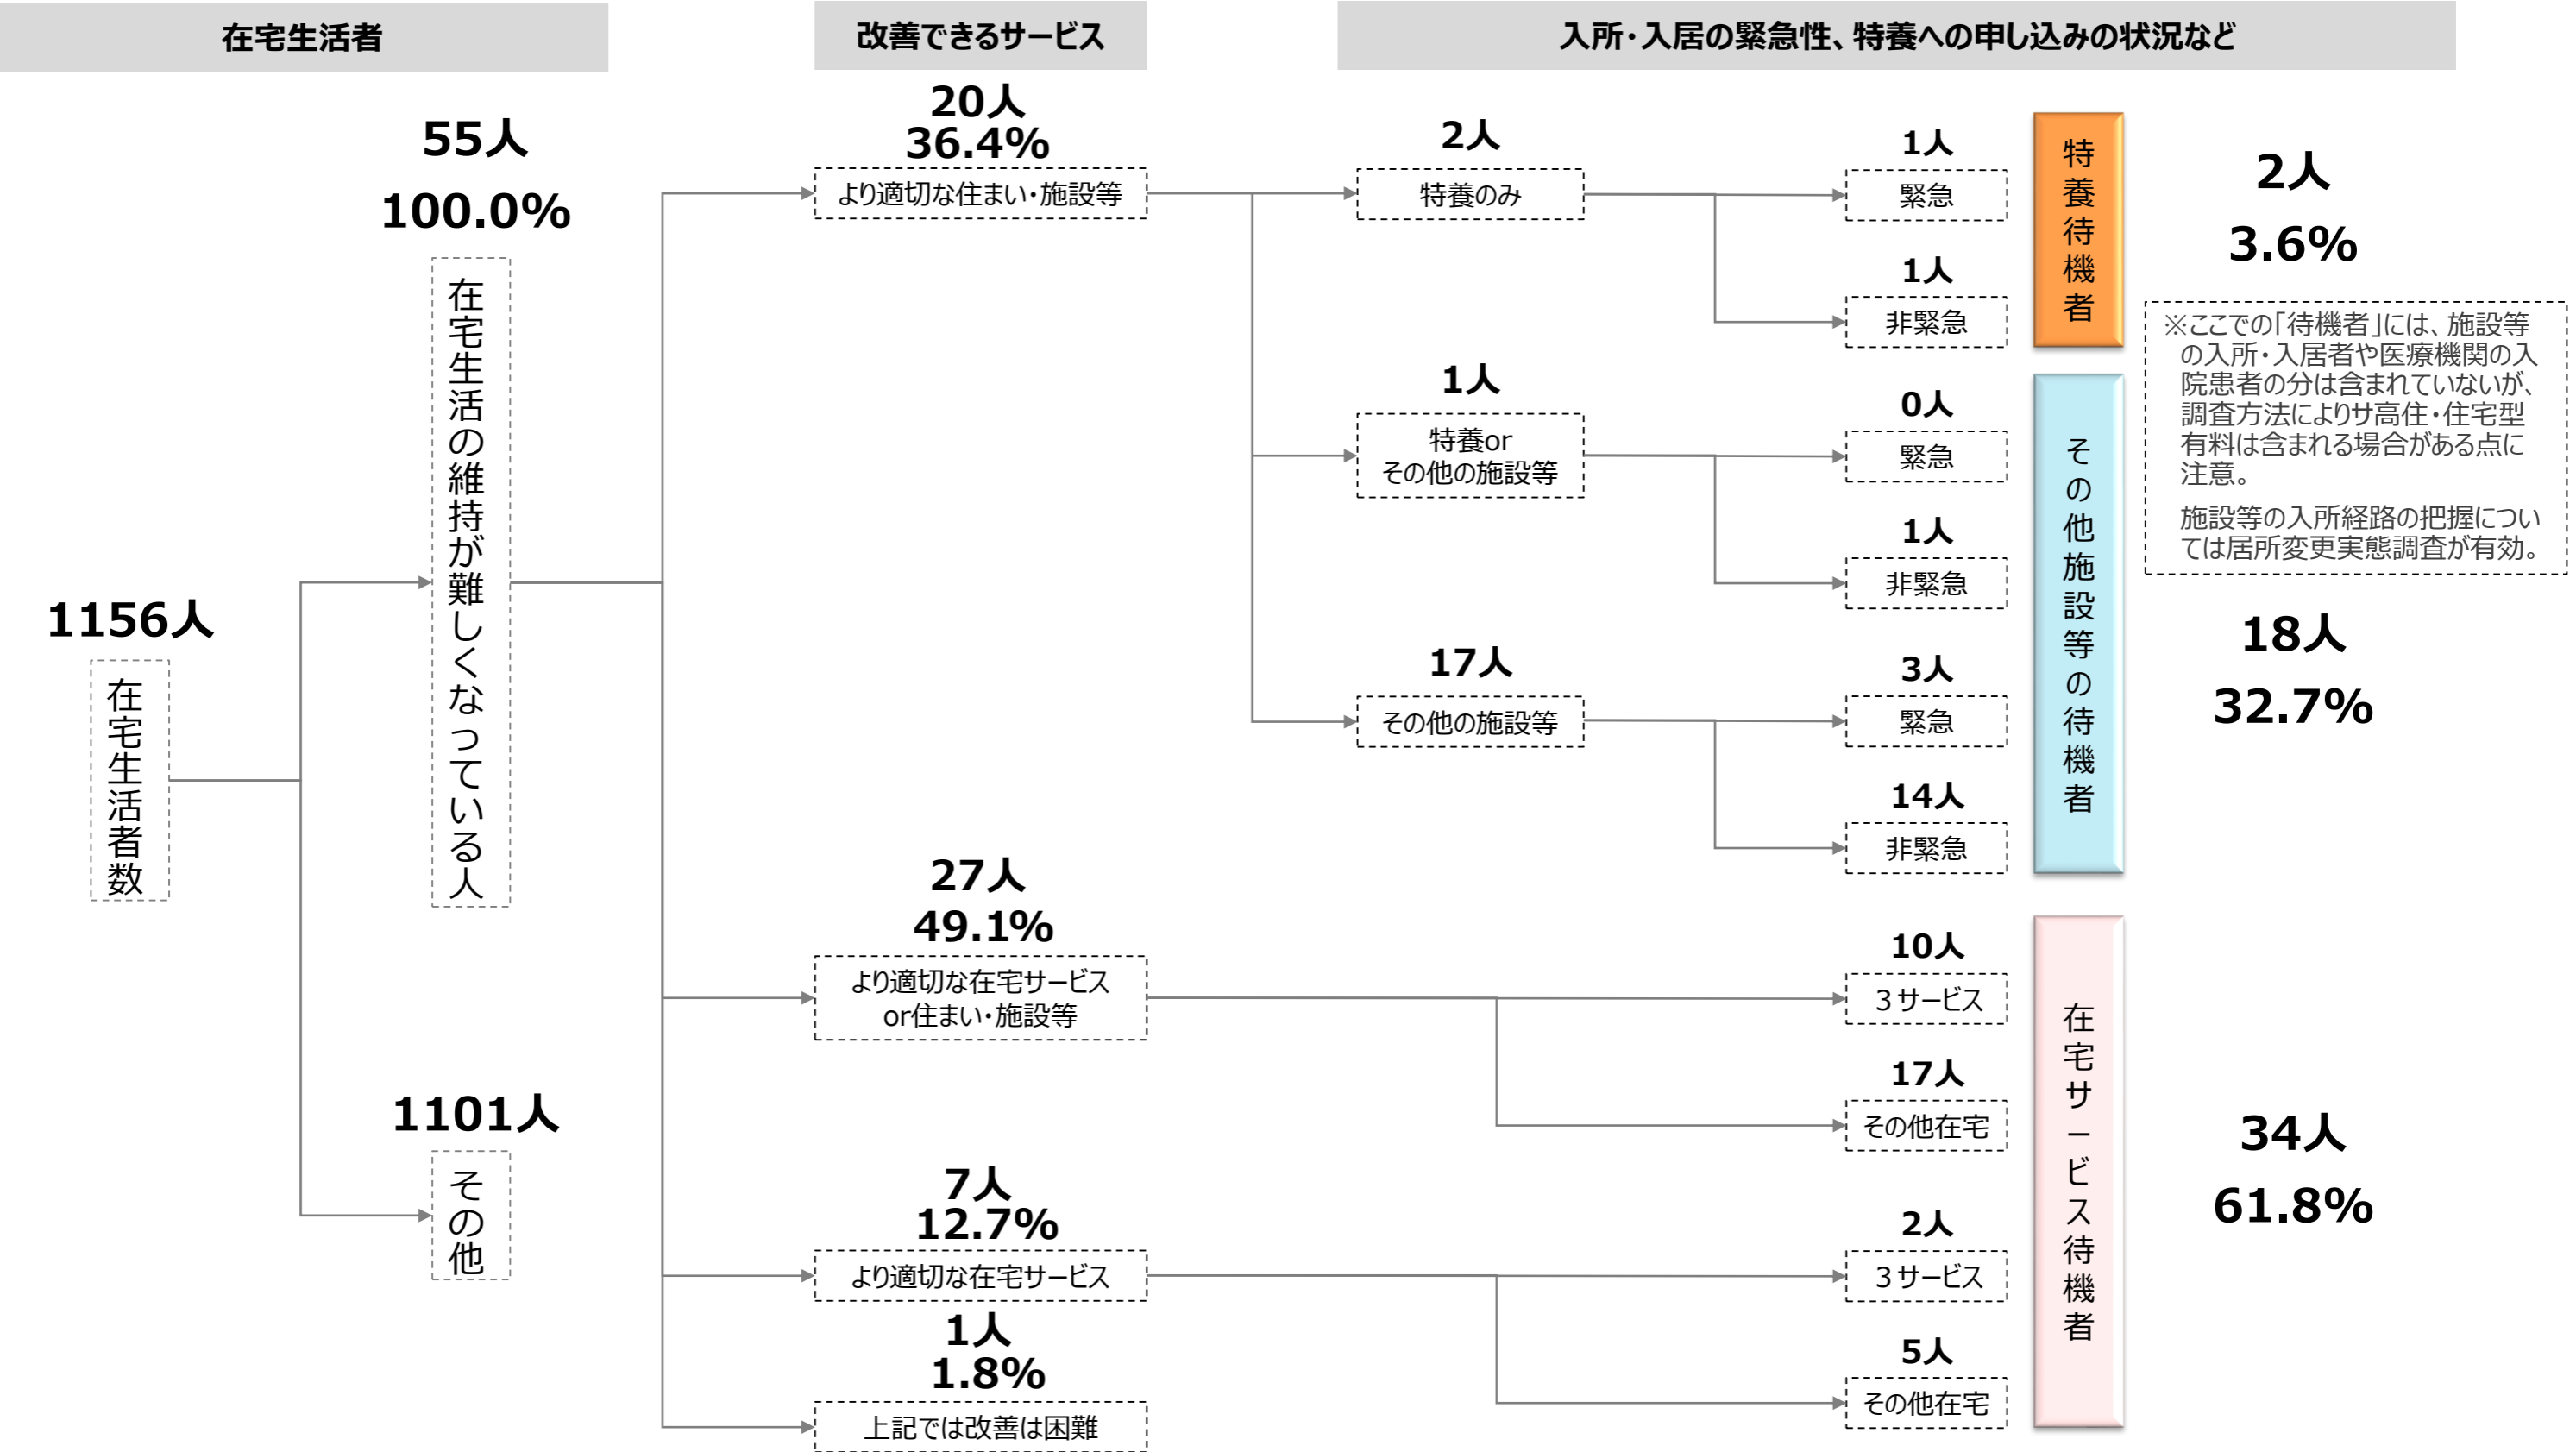 在宅生活者
改善できるサービス
入所・入居の緊急性、特養への申し込みの状況など
1156人
在宅生活者数
55人
100.0%
在宅生活の維持が難しくなっている人
1101人
その他
20人
36.4%
より適切な住まい・施設等
27人
49.1%
より適切な在宅サービス
or住まい・施設等
7人
12.7%
より適切な在宅サービス
1人
1.8%
上記では改善は困難
2人
特養のみ
1人
特養or
その他の施設等
17人
その他の施設等
1人
緊急
1人
非緊急
0人
緊急
1人
非緊急
3人
緊急
14人
非緊急
10人
３サービス
17人
その他在宅
2人
３サービス
5人
その他在宅
特養待機者
2人
3.6%
※ここでの「待機者」には、施設等
の入所・入居者や医療機関の入
院患者の分は含まれていないが、
調査方法によりサ高住・住宅型
有料は含まれる場合がある点に
注意。
施設等の入所経路の把握につい
ては居所変更実態調査が有効。
その他施設等の待機者
18人
32.7%
在宅サービス待機者
34人
61.8%